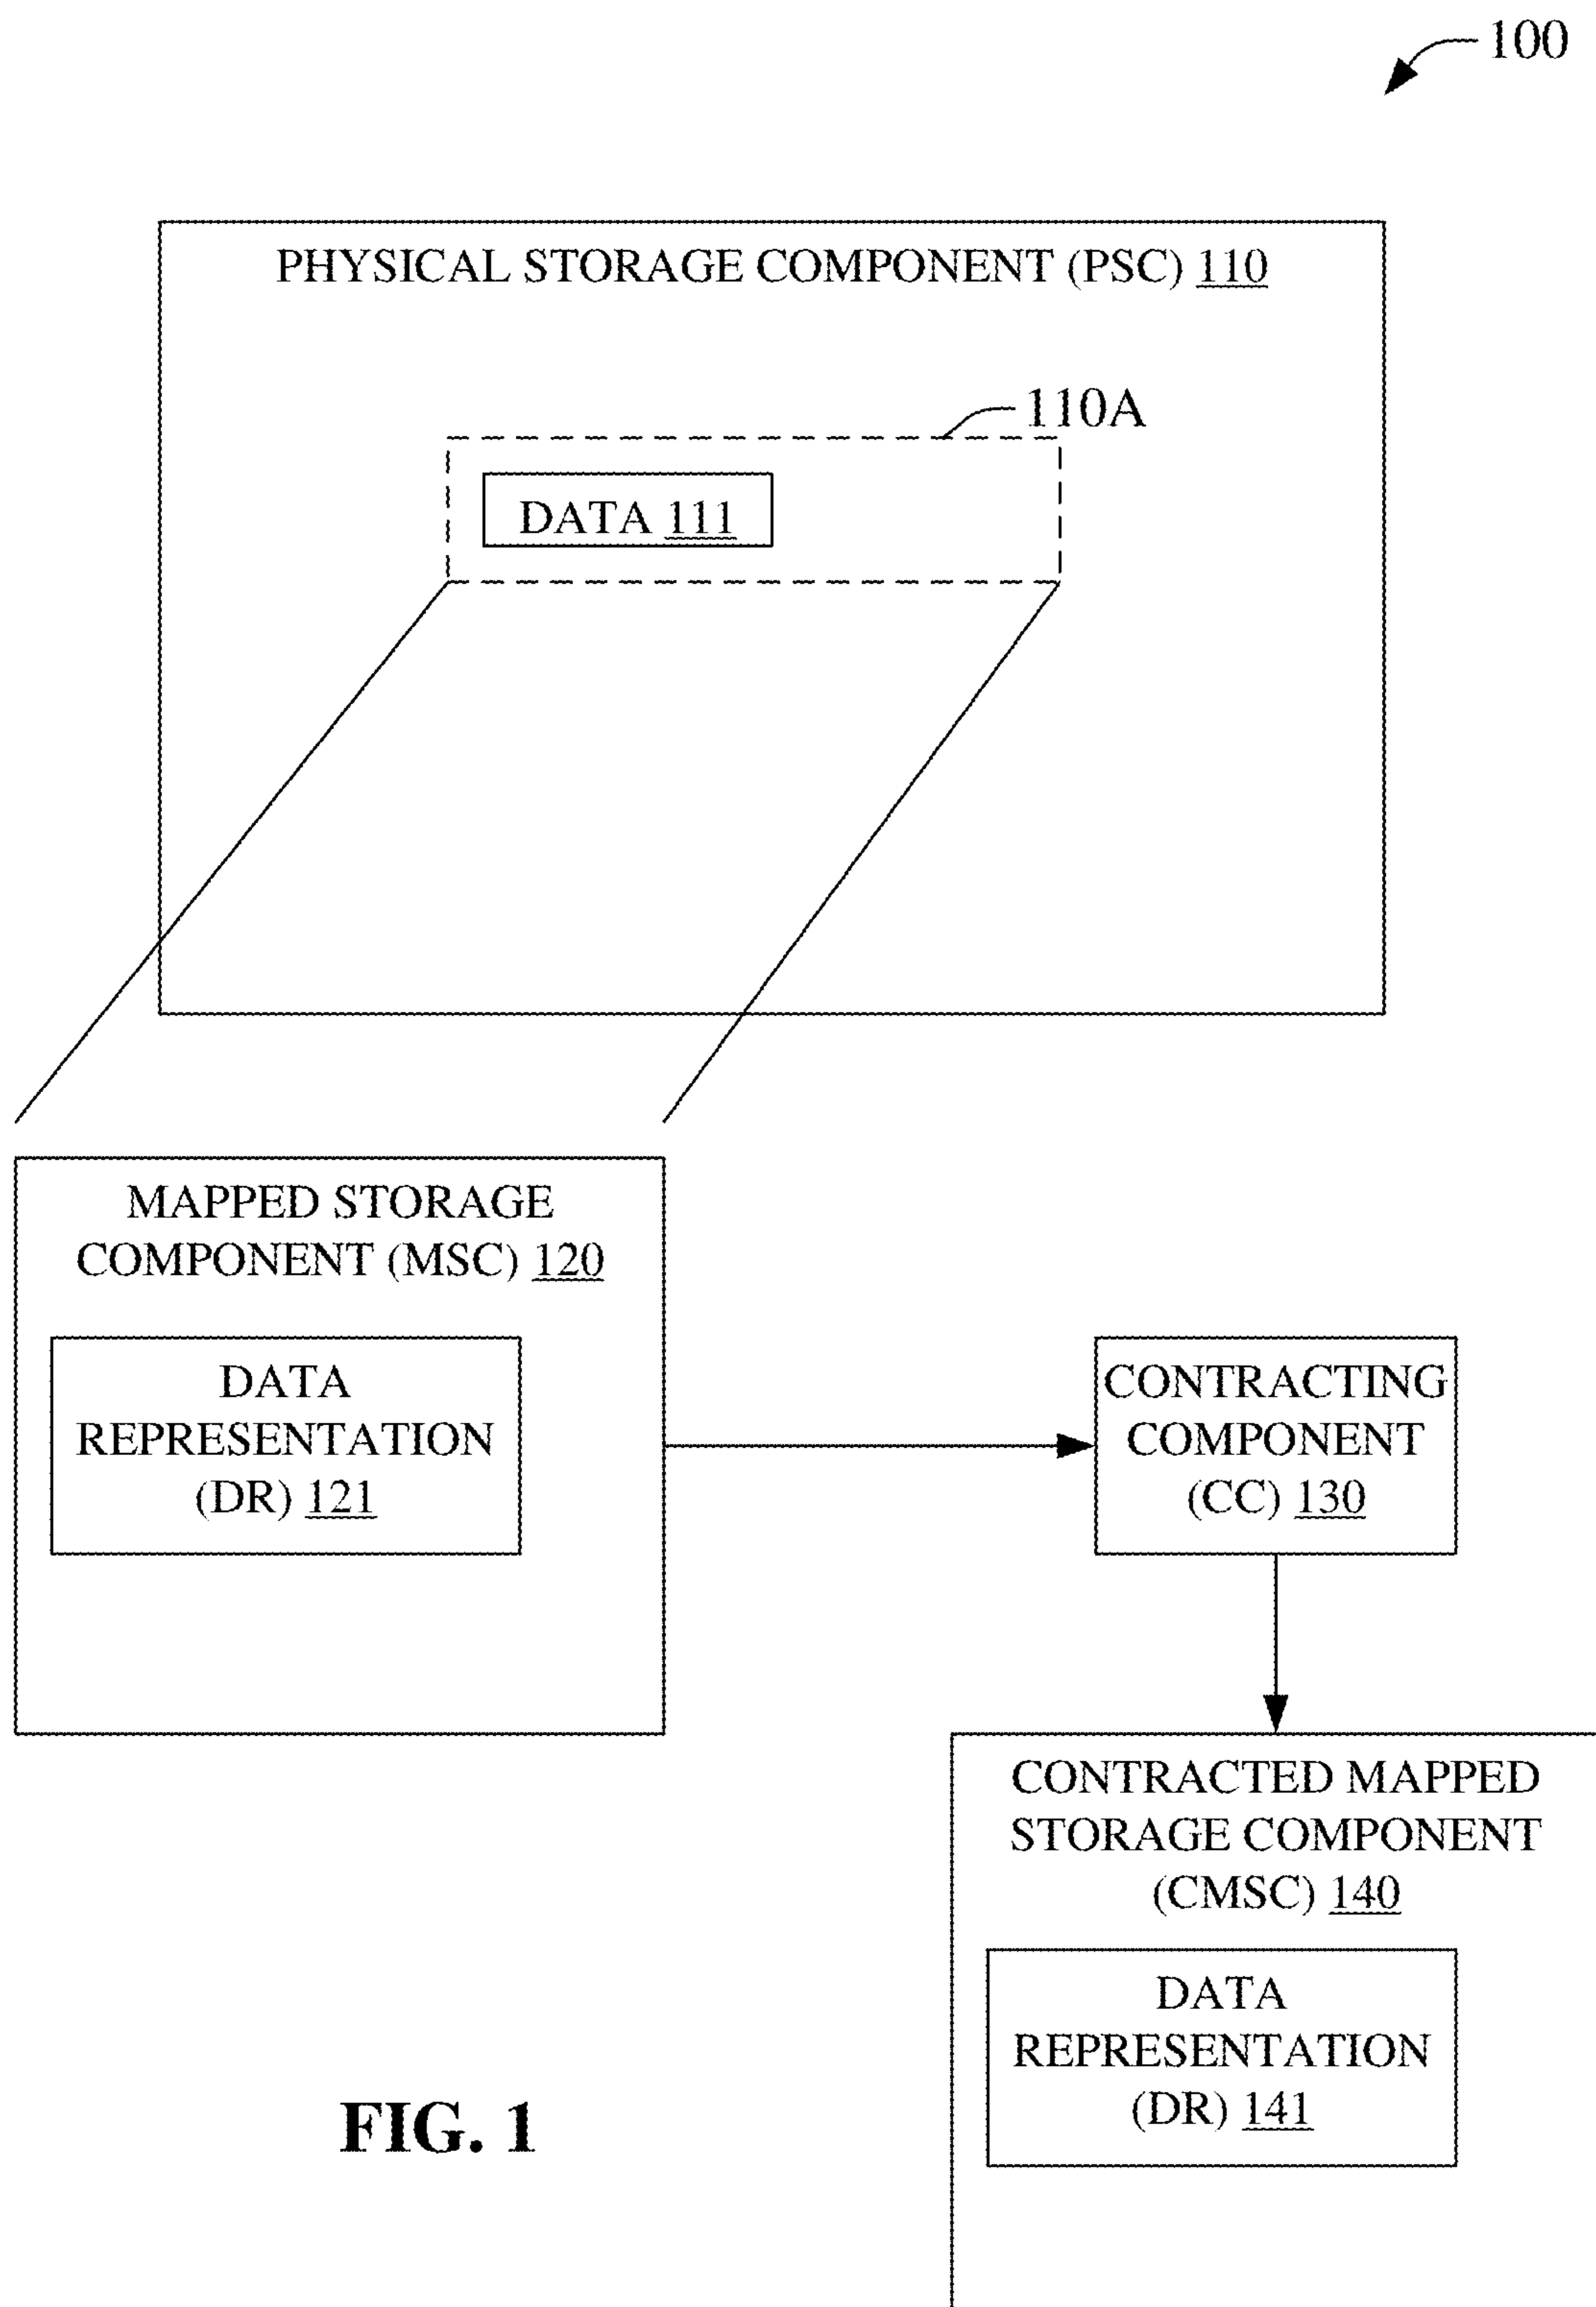 100
PHYSICAL STORAGE COMPONENT (PSC) 110
110A
DATA 111
MAPPED STORAGE
COMPONENT (MSC) 120
DATA
REPRESENTATION
(DR) 121
CONTRACTING
COMPONENT
(CC) 130
CONTRACTED MAPPED
STORAGE COMPONENT
(CMSC) 140
DATA
REPRESENTATION
(DR) 141
FIG. 1